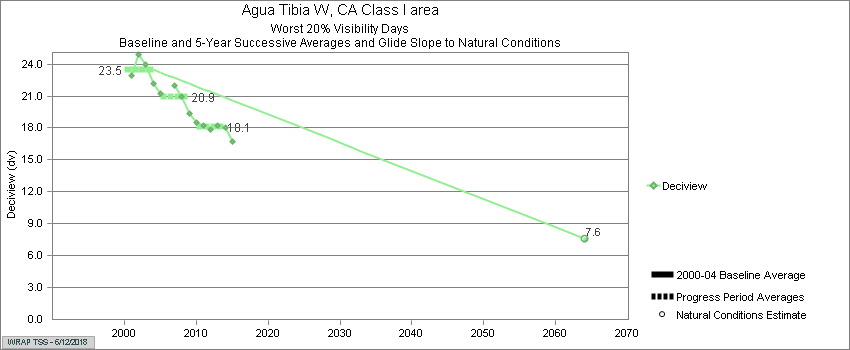 Agua Tibia W, CA Class I area
Worst 20% Visibility Days
Baseline and 5-Year Successive Averages and Glide Slope to Natural Conditions
Deciview (dv)
24.0
21.0
18.0
15.0
12.0
9.0
6.0
3.0
0.0
23.5
20.9
18.1
7.6
2000 2010 2020 2030 2040 2050 2060 2070
Deciview
2000-04 Baseline Average
Progress Period Averages
Natural Conditions Estimate
WRAP TSS - 6/12/2018